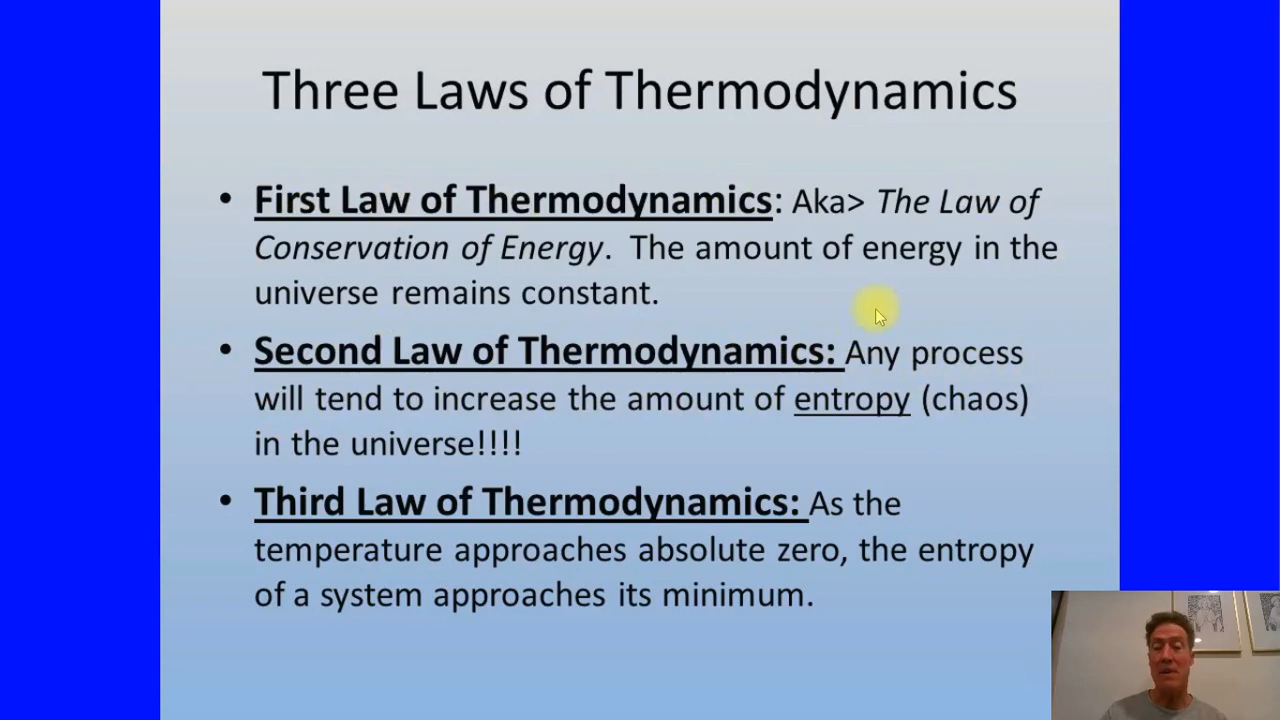 Three Laws of Thermodynamics
• First Law of Thermodynamics: Aka> The Law of
Conservation of Energy.  The amount of energy in the
universe remains constant.
• Second Law of Thermodynamics: Any process
will tend to increase the amount of entropy (chaos)
in the universe!!!!
• Third Law of Thermodynamics: As the
temperature approaches absolute zero, the entropy
of a system approaches its minimum.